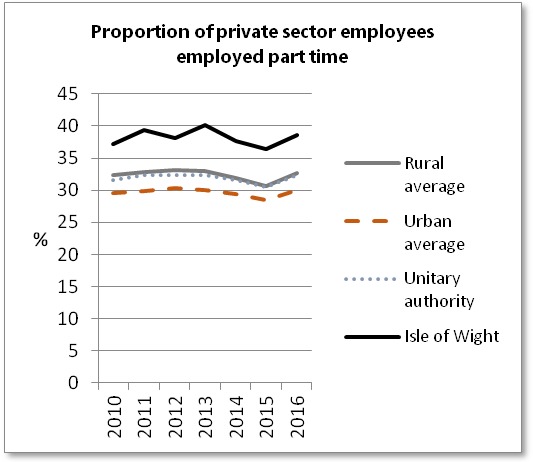 Proportion of private sector employees
employed part time
45
40
35
30
25
20
15
10
5
0
%
2010
2011
2012
2013
2014
2015
2016
Rural
average
Urban
average
Unitary
authority
Isle of Wight